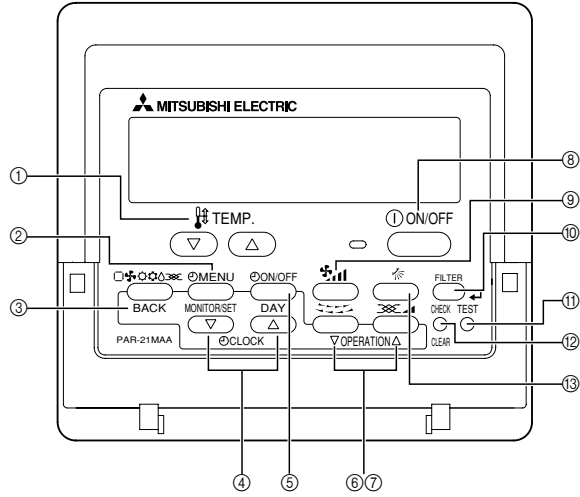 MITSUBISHI ELECTRIC
① TEMP. ON/OFF ⑧
⑨
② ⑩
MENU ON/OFF FILTER
③ BACK MONITOR/SET DAY CHECK TEST ⑪
PAR-21MAA CLOCK OPERATION CLEAR ⑫
⑬
④ ⑤ ⑥⑦